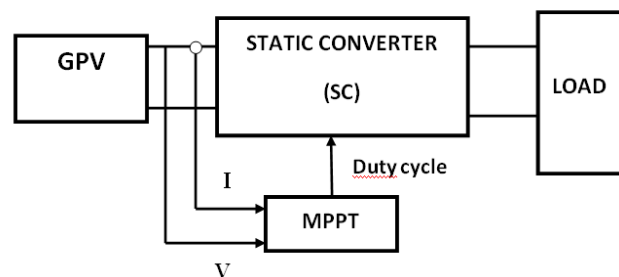 GPV
STATIC CONVERTER
(SC)
LOAD
Duty cycle
I
MPPT
V